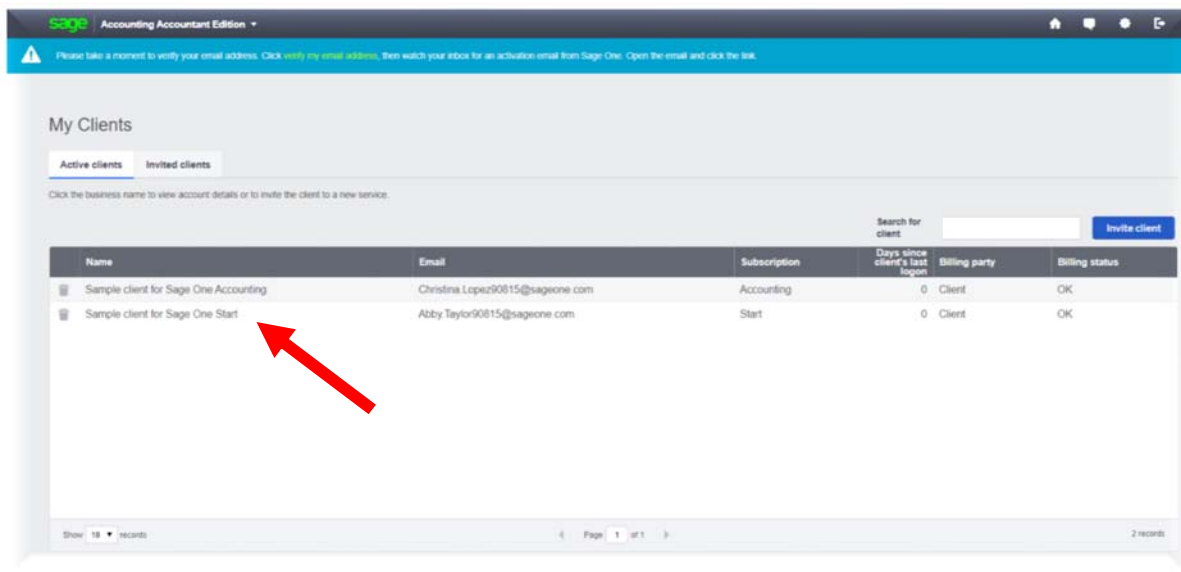 sage Accounting Accountant Edition
Please take a moment to verify your email address. Click verify my email address, then watch your inbox for an activation email from Sage One. Open the email and click the link.
My Clients
Active clients Invited clients
Click the business name to view account details or to invite the client to a new service.
Search for
client
Invite client
Name Email Subscription Days since client's last logon Billing party Billing status
Sample client for Sage One Accounting Christina.Lopez90815@sageone.com Accounting 0 Client OK
Sample client for Sage One Start Abby.Taylor90815@sageone.com Start 0 Client OK
Show 18 records Page 1 of 1 2 records